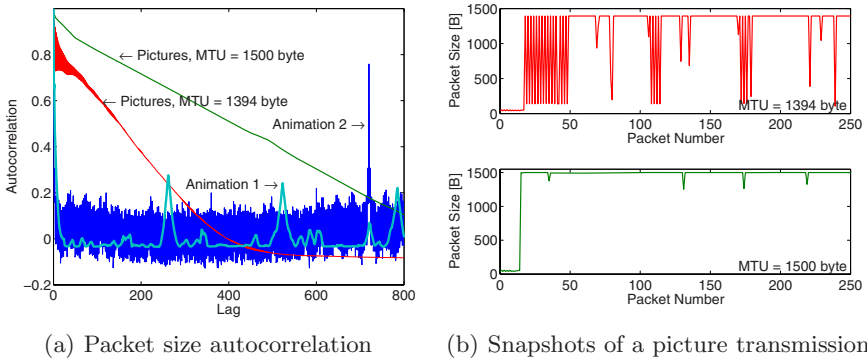 0.8
0.6
0.4
0.2
0
−0.2
Autocorrelation
0
200
400
600
800
Lag
← Pictures, MTU = 1500 byte
← Pictures, MTU = 1394 byte
Animation 2 →
Animation 1 →
(a) Packet size autocorrelation
1500
1000
500
0
Packet Size [B]
0 50 100 150 200 250
MTU = 1394 byte
Packet Number
1500
1000
500
0
Packet Size [B]
0 50 100 150 200 250
MTU = 1500 byte
Packet Number
(b) Snapshots of a picture transmission